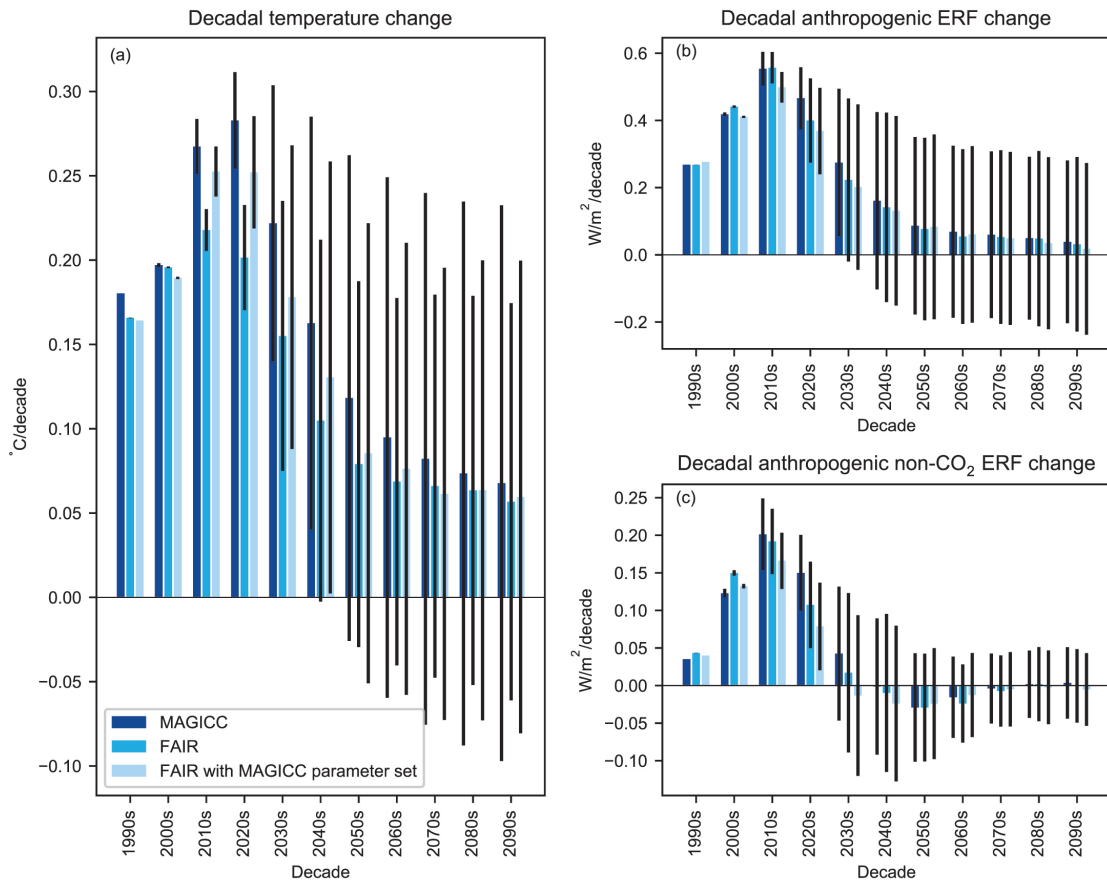 Decadal temperature change
(a)
0.30
0.25
0.20
0.15
0.10
0.05
0.00
−0.05
−0.10
°C/decade
MAGICC
FAIR
FAIR with MAGICC parameter set
1990s
2000s
2010s
2020s
2030s
2040s
2050s
2060s
2070s
2080s
2090s
Decade
Decadal anthropogenic ERF change
(b)
0.6
0.4
0.2
0.0
−0.2
W/m²/decade
1990s
2000s
2010s
2020s
2030s
2040s
2050s
2060s
2070s
2080s
2090s
Decade
Decadal anthropogenic non-CO₂ ERF change
(c)
0.25
0.20
0.15
0.10
0.05
0.00
−0.05
−0.10
W/m²/decade
1990s
2000s
2010s
2020s
2030s
2040s
2050s
2060s
2070s
2080s
2090s
Decade